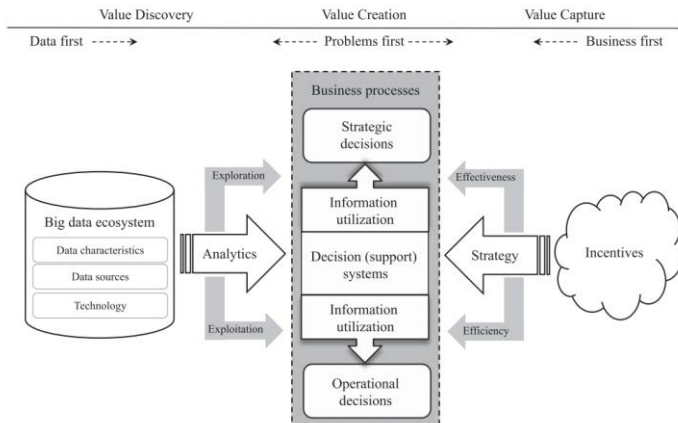 Value Discovery
Value Creation
Value Capture
Data first
Problems first
Business first
Business processes
Strategic
decisions
Exploration
Effectiveness
Big data ecosystem
Data characteristics
Data sources
Technology
Analytics
Information
utilization
Decision (support)
systems
Information
utilization
Strategy
Incentives
Exploitation
Efficiency
Operational
decisions